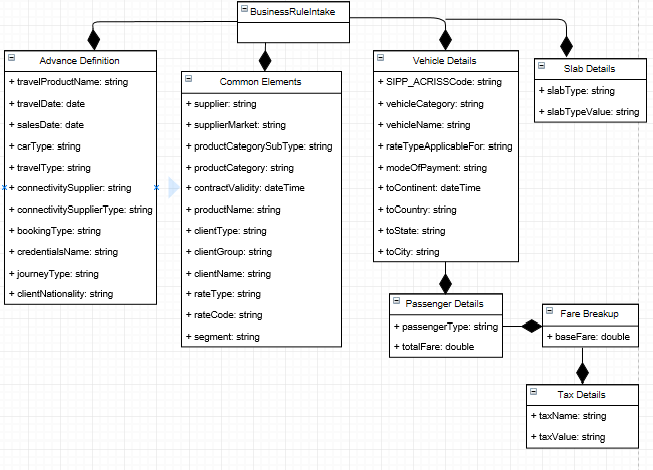 BusinessRuleIntake
Advance Definition
+ travelProductName: string
+ travelDate: date
+ salesDate: date
+ carType: string
+ travelType: string
+ connectivitySupplier: string
+ connectivitySupplierType: string
+ bookingType: string
+ credentialsName: string
+ journeyType: string
+ clientNationality: string
Common Elements
+ supplier: string
+ supplierMarket: string
+ productCategorySubType: string
+ productCategory: string
+ contractValidity: dateTime
+ productName: string
+ clientType: string
+ clientGroup: string
+ clientName: string
+ rateType: string
+ rateCode: string
+ segment: string
Vehicle Details
+ SIPP_ACRISSCode: string
+ vehicleCategory: string
+ vehicleName: string
+ rateTypeApplicableFor: string
+ modeOfPayment: string
+ toContinent: dateTime
+ toCountry: string
+ toState: string
+ toCity: string
Slab Details
+ slabType: string
+ slabTypeValue: string
Passenger Details
+ passengerType: string
+ totalFare: double
Fare Breakup
+ baseFare: double
Tax Details
+ taxName: string
+ taxValue: string